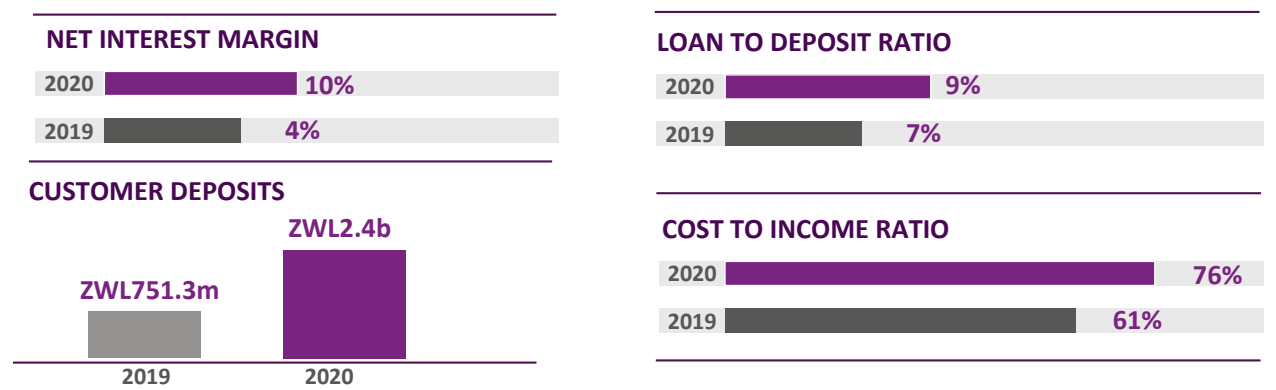 NET INTEREST MARGIN
2020 10%
2019 4%
CUSTOMER DEPOSITS
ZWL2.4b
ZWL751.3m
2019 2020
LOAN TO DEPOSIT RATIO
2020 9%
2019 7%
COST TO INCOME RATIO
2020 76%
2019 61%